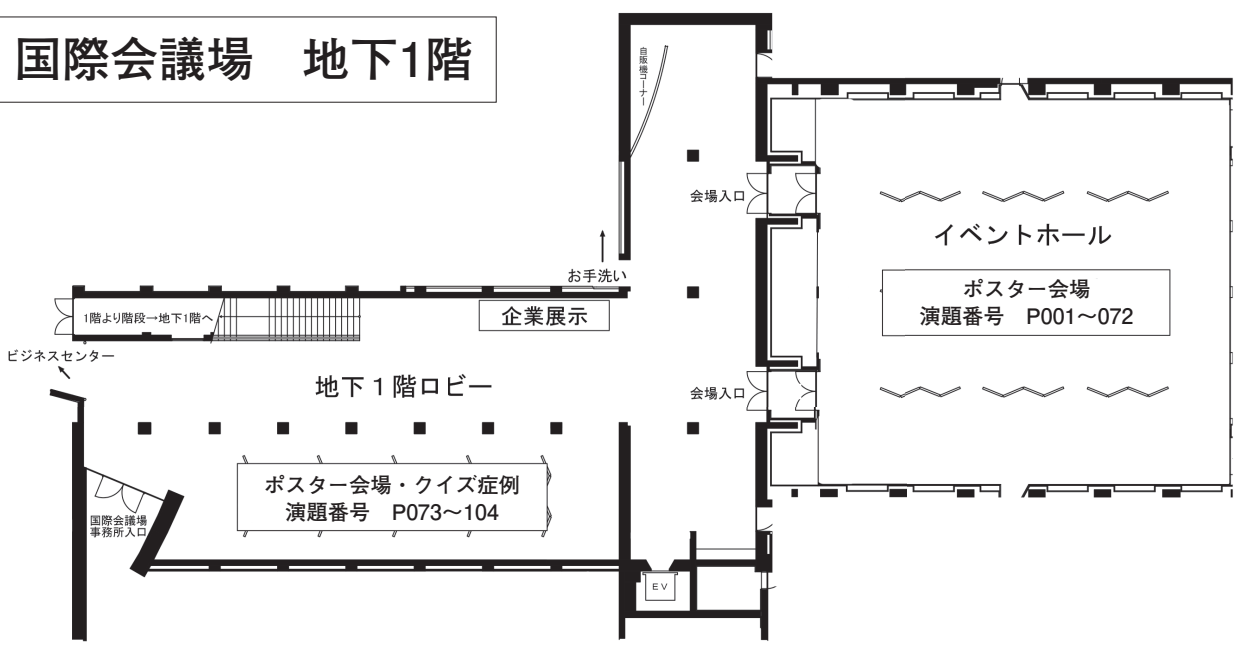 国際会議場　地下1階
自販機コーナー
会場入口
イベントホール
ポスター会場
演題番号　P001〜072
お手洗い
企業展示
1階より階段→地下1階へ
ビジネスセンター
地下1階ロビー
会場入口
ポスター会場・クイズ症例
演題番号　P073〜104
国際会議場
事務所入口
EV